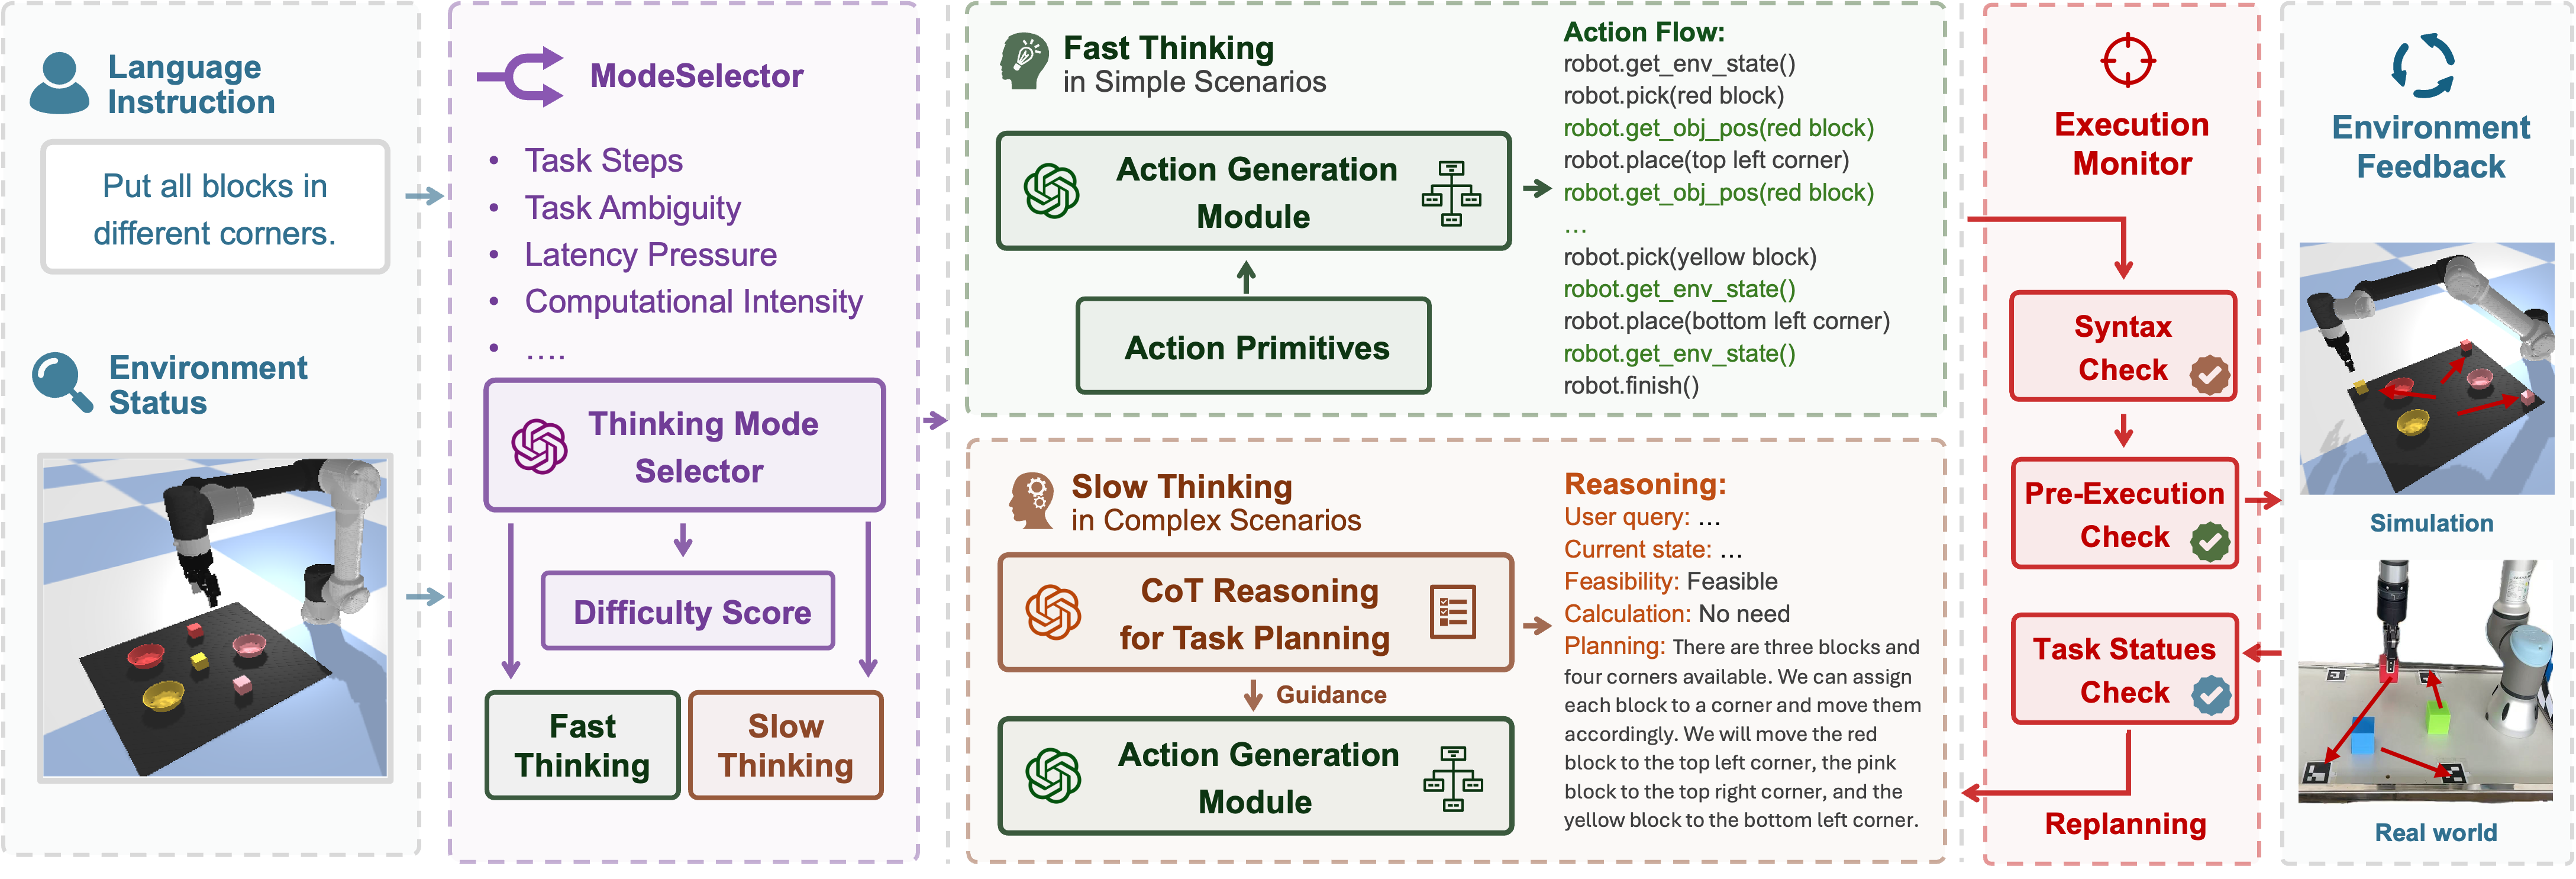 Language
Instruction
Put all blocks in
different corners.
Environment
Status
ModeSelector
• Task Steps
• Task Ambiguity
• Latency Pressure
• Computational Intensity
• ....
Thinking Mode
Selector
Difficulty Score
Fast
Thinking
Slow
Thinking
Fast Thinking
in Simple Scenarios
Action Generation
Module
Action Primitives
Action Flow:
robot.get_env_state()
robot.pick(red block)
robot.get_obj_pos(red block)
robot.place(top left corner)
robot.get_obj_pos(red block)
...
robot.pick(yellow block)
robot.get_env_state()
robot.place(bottom left corner)
robot.get_env_state()
robot.finish()
Slow Thinking
in Complex Scenarios
CoT Reasoning
for Task Planning
Guidance
Action Generation
Module
Reasoning:
User query: ...
Current state: ...
Feasibility: Feasible
Calculation: No need
Planning: There are three blocks and
four corners available. We can assign
each block to a corner and move them
accordingly. We will move the red
block to the top left corner, the pink
block to the top right corner, and the
yellow block to the bottom left corner.
Execution
Monitor
Syntax
Check
Pre-Execution
Check
Task Statues
Check
Replanning
Environment
Feedback
Simulation
Real world